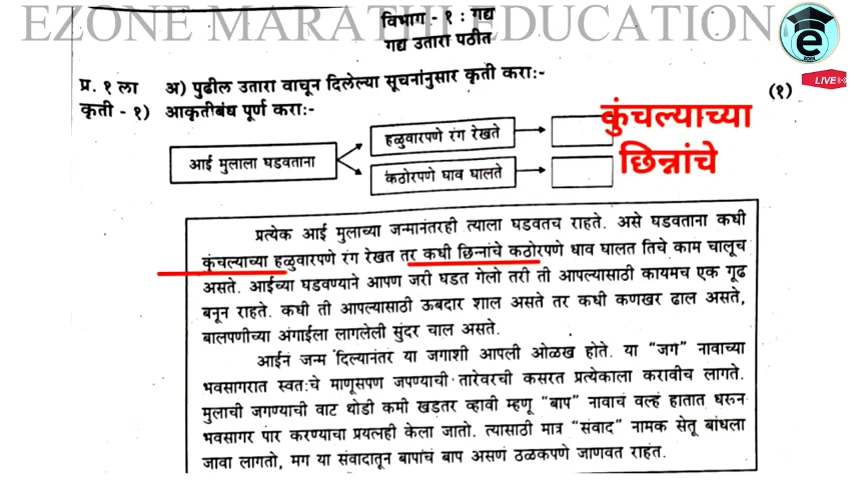 EZONE MARATHI EDUCATION
विभाग - १ : गद्य
गद्य उतारा पठीत
e
EZON
LIVE
प्र. १ ला अ) पुढील उतारा वाचून दिलेल्या सूचनांनुसार कृती कराः-
(१)
कृती - १) आकृतीबंध पूर्ण कराः-
हळुवारपणे रंग रेखते
आई मुलाला घडवताना
कठोरपणे घाव घालते
कुंचल्याच्या
छिन्नांचे
प्रत्येक आई मुलाच्या जन्मानंतरही त्याला घडवतच राहते. असे घडवताना कधी
कुंचल्याच्या हळुवारपणे रंग रेखत तर कधी छिन्नांचे कठोरपणे धाव घालत तिचे काम चालूच
असते. आईच्या घडवण्याने आपण जरी घडत गेलो तरी ती आपल्यासाठी कायमच एक गूढ
बनून राहते. कधी ती आपल्यासाठी ऊबदार शाल असते तर कधी कणखर ढाल असते,
बालपणीच्या अंगाईला लागलेली सुंदर चाल असते.
आईनं जन्म दिल्यानंतर या जगाशी आपली ओळख होते. या "जग" नावाच्या
भवसागरात स्वतःचे माणूसपण जपण्याची तारेवरची कसरत प्रत्येकाला करावीच लागते.
मुलाची जगण्याची वाट थोडी कमी खडतर व्हावी म्हणू "बाप" नावाचं वल्हं हातात धरून
भवसागर पार करण्याचा प्रयत्नही केला जातो. त्यासाठी मात्र "संवाद" नामक सेतू बांधला
जावा लागतो, मग या संवादातून बापाचं बाप असणं ठळकपणे जाणवत राहतं.